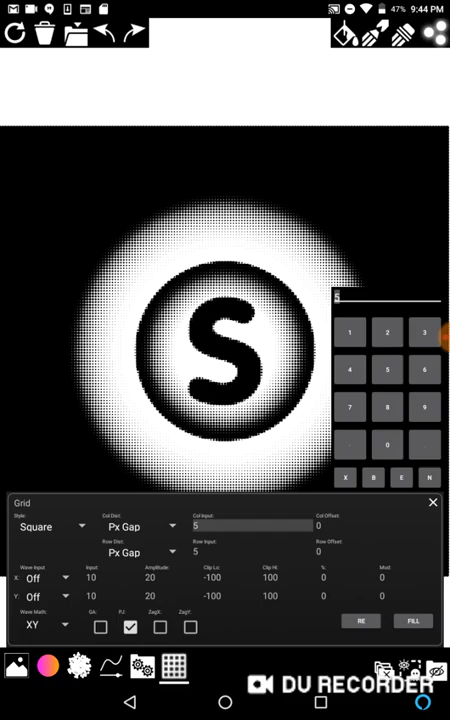 47% 9:44 PM
S
5
1 2 3
4 5 6
7 8 9
0 .
X B E N
Grid
Style: Col Dist: Col Input: Col Offset:
Square Px Gap 5 0
Row Dist: Row Input: Row Offset:
Px Gap 5 0
Wave Input: Input: Amplitude: Clip Lo: Clip Hi: %: Mod:
X: Off 10 20 -100 100 0 0
Y: Off 10 20 -100 100 0 0
Wave Math: GA: PJ: ZagX: ZagY:
XY RE FILL
DU RECORDER